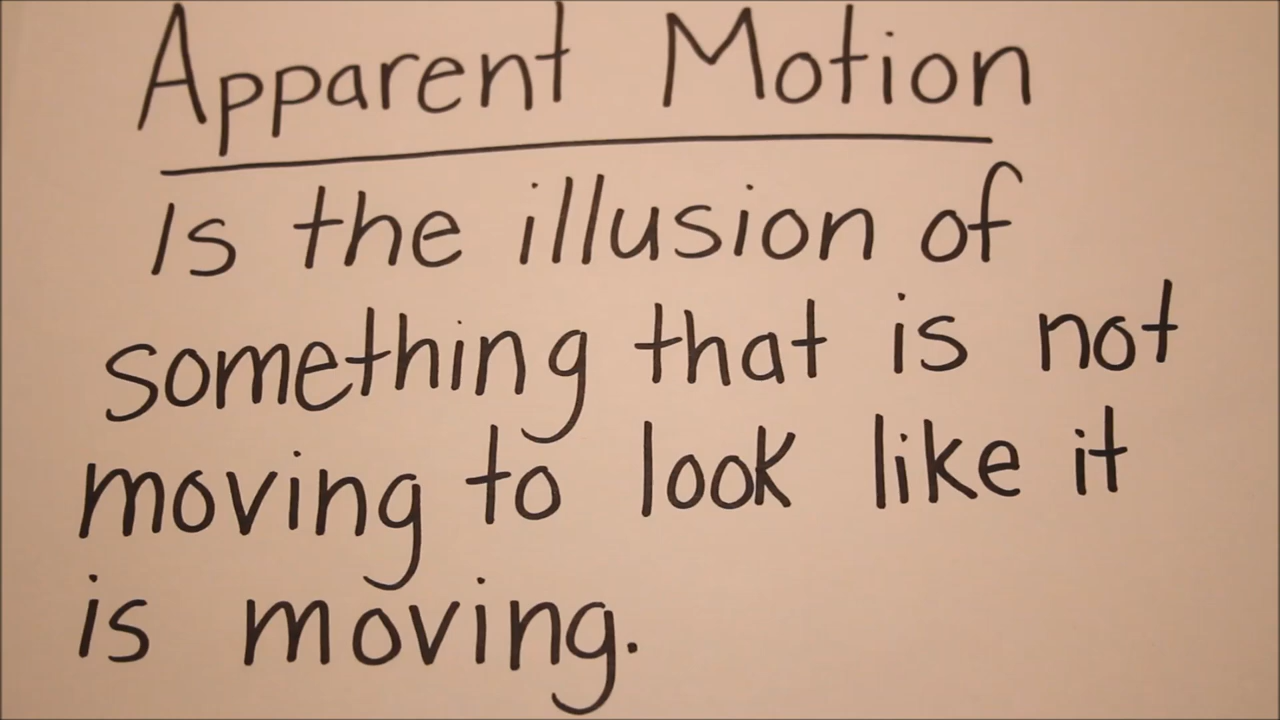 Apparent Motion
Is the illusion of
something that is not
moving to look like it
is moving.